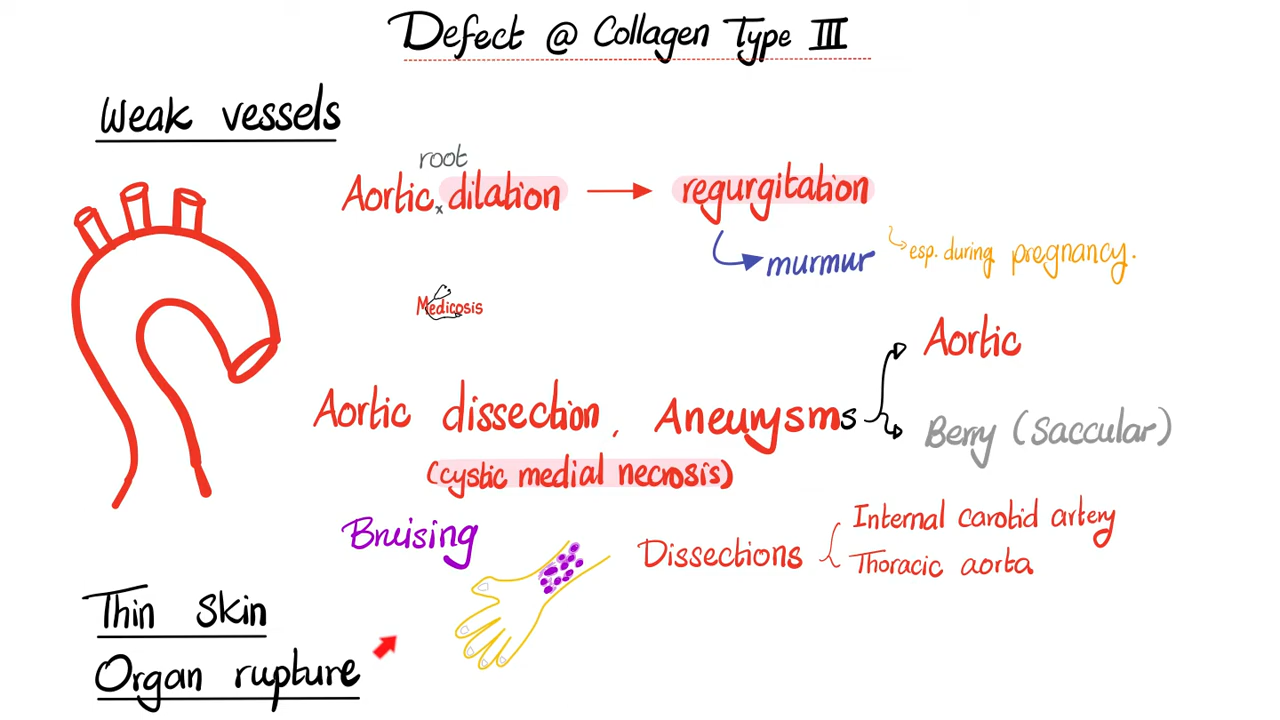 Defect @ Collagen Type III
Weak vessels
root
Aortic x dilation → regurgitation
murmur
esp. during pregnancy.
Medicosis
Aortic
Aortic dissection, Aneurysms
Berry (Saccular)
(cystic medial necrosis)
Bruising
Internal carotid artery
Dissections
Thoracic aorta
Thin Skin
Organ rupture